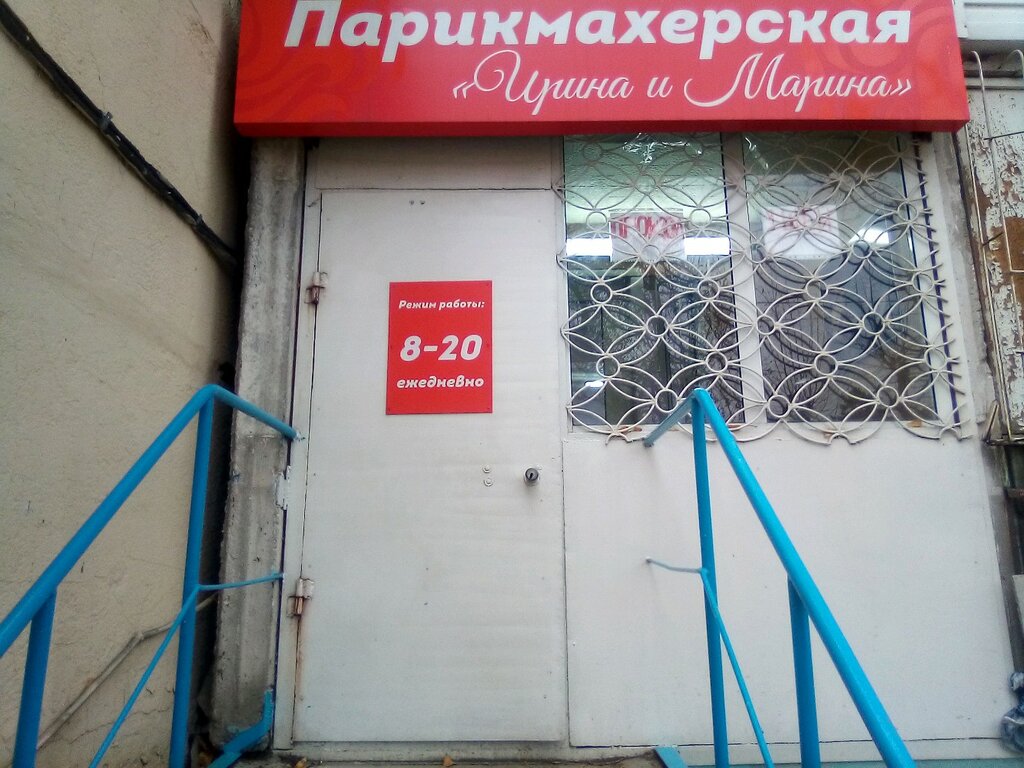 Парикмахерская
«Ирина и Марина»
Режим работы:
8-20
ежедневно